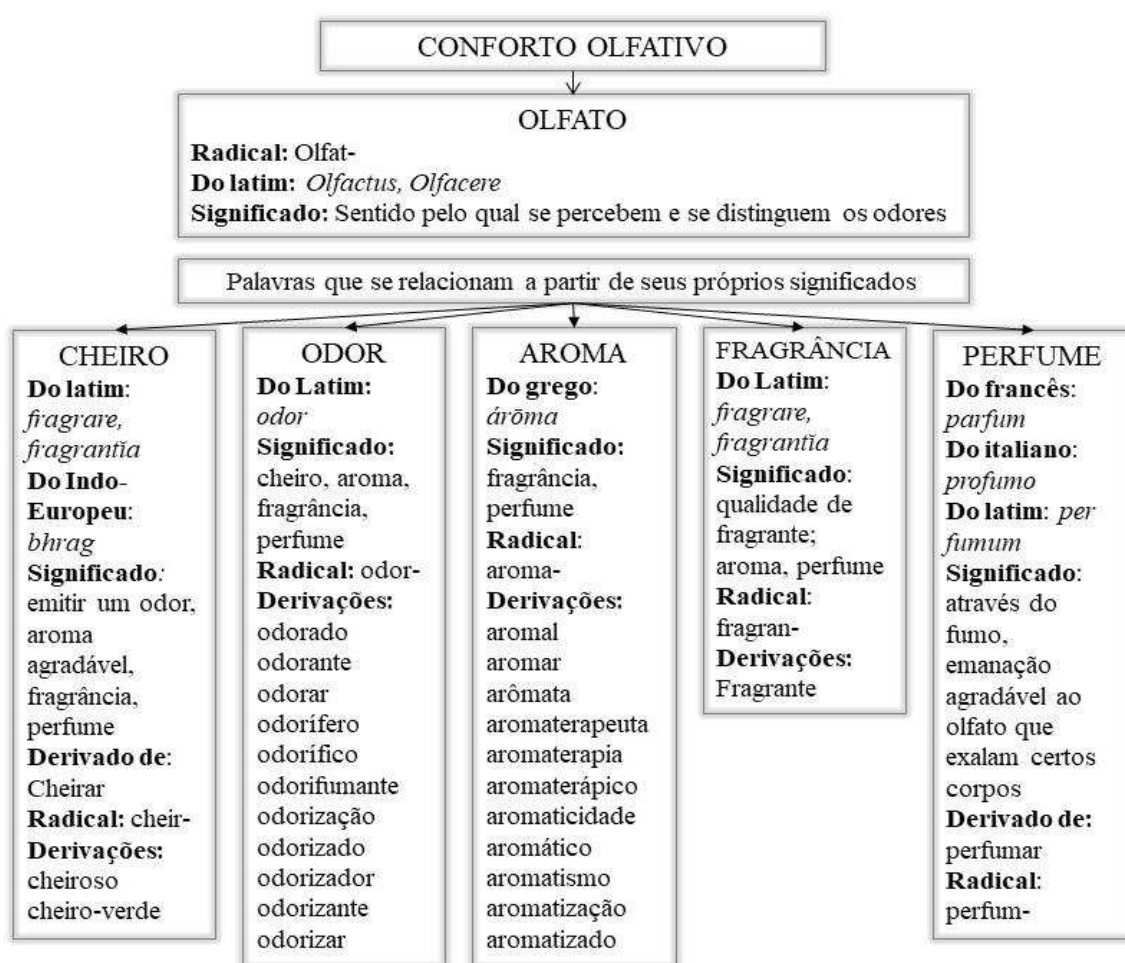 CONFORTO OLFATIVO
OLFATO
Radical: Olfat-
Do latim: Olfactus, Olfacere
Significado: Sentido pelo qual se percebem e se distinguem os odores
Palavras que se relacionam a partir de seus próprios significados
CHEIRO
Do latim:
fragrare,
fragrantĭa
Do Indo-
Europeu:
bhrag
Significado:
emitir um odor,
aroma
agradável,
fragrância,
perfume
Derivado de:
Cheirar
Radical: cheir-
Derivações:
cheiroso
cheiro-verde
ODOR
Do Latim:
odor
Significado:
cheiro, aroma,
fragrância,
perfume
Radical: odor-
Derivações:
odorado
odorante
odorar
odorífero
odorífico
odorifumante
odorização
odorizado
odorizador
odorizante
odorizar
AROMA
Do grego:
árōma
Significado:
fragrância,
perfume
Radical:
aroma-
Derivações:
aromal
aromar
arômata
aromaterapeuta
aromaterapia
aromaterápico
aromaticidade
aromático
aromatismo
aromatização
aromatizado
FRAGRÂNCIA
Do Latim:
fragrare,
fragrantĭa
Significado:
qualidade de
fragrante;
aroma, perfume
Radical:
fragran-
Derivações:
Fragrante
PERFUME
Do francês:
parfum
Do italiano:
profumo
Do latim: per
fumum
Significado:
através do
fumo,
emanação
agradável ao
olfato que
exalam certos
corpos
Derivado de:
perfumar
Radical:
perfum-